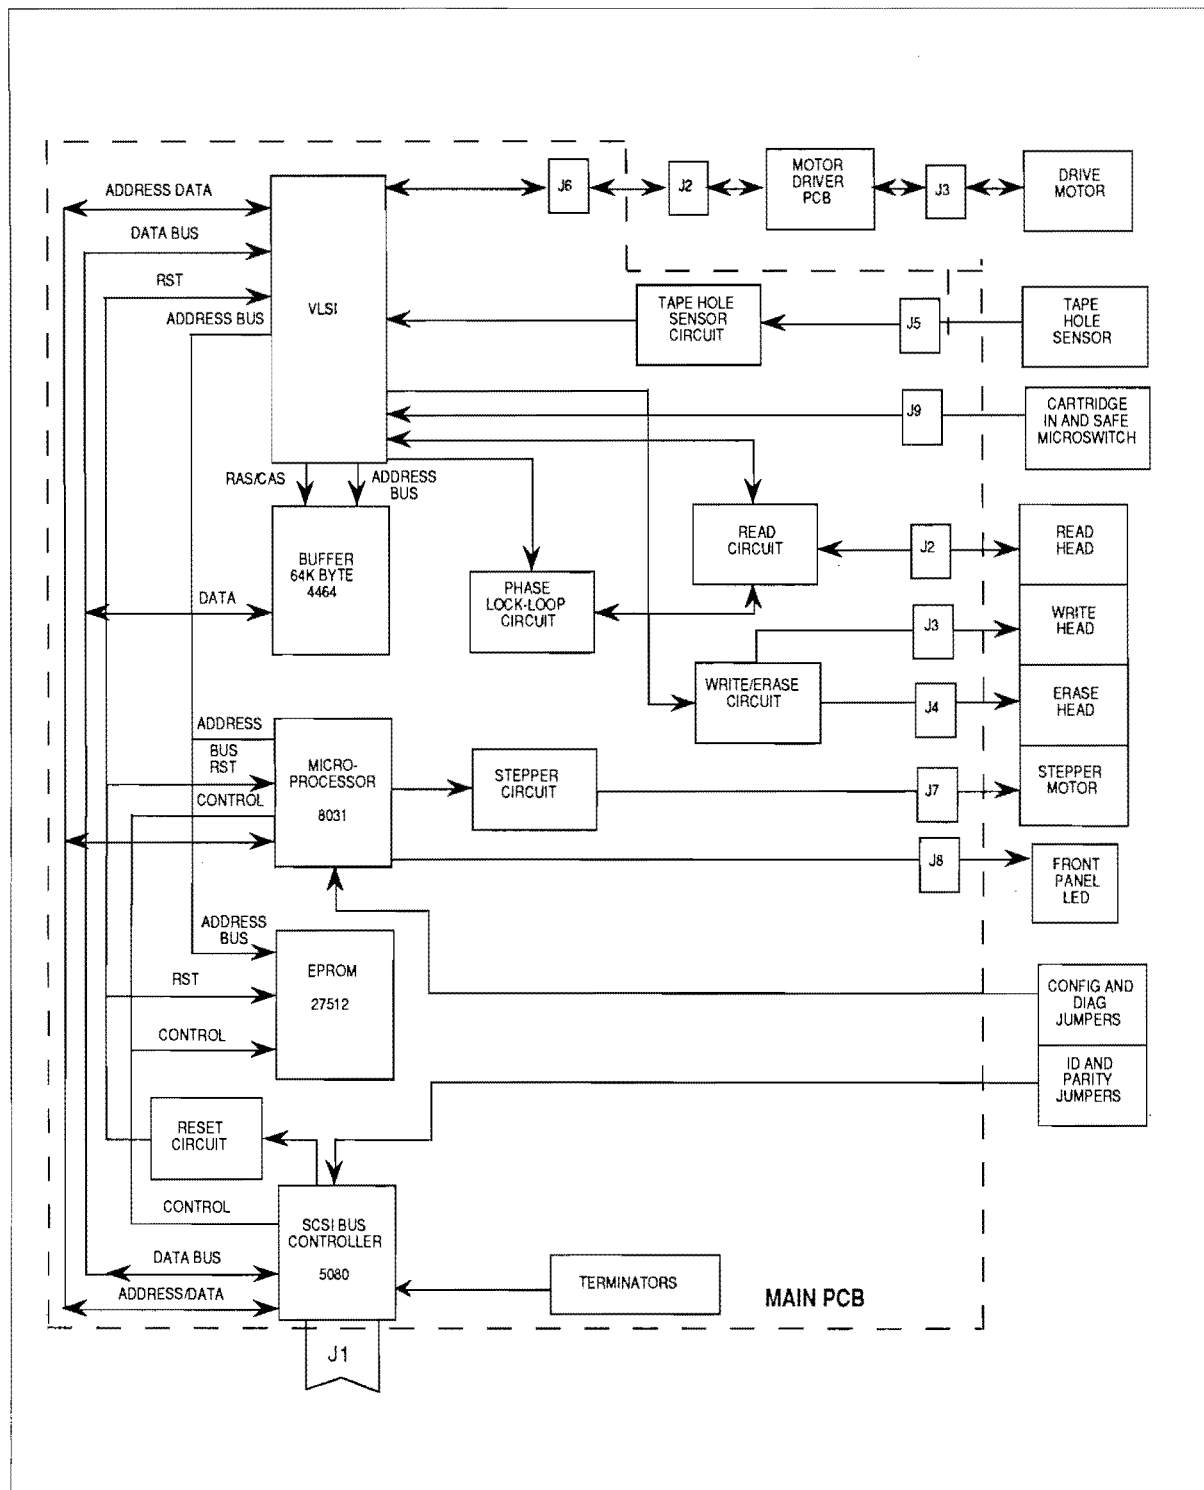 ADDRESS DATA
DATA BUS
RST
ADDRESS BUS
VLSI
J6
J2
MOTOR
DRIVER
PCB
J3
DRIVE
MOTOR
TAPE HOLE
SENSOR
CIRCUIT
J5
TAPE
HOLE
SENSOR
J9
CARTRIDGE
IN AND SAFE
MICROSWITCH
RAS/CAS
ADDRESS
BUS
BUFFER
64K BYTE
4464
DATA
PHASE
LOCK-LOOP
CIRCUIT
READ
CIRCUIT
J2
READ
HEAD
J3
WRITE
HEAD
WRITE/ERASE
CIRCUIT
J4
ERASE
HEAD
ADDRESS
BUS
RST
CONTROL
MICRO-
PROCESSOR
8031
STEPPER
CIRCUIT
J7
STEPPER
MOTOR
J8
FRONT
PANEL
LED
ADDRESS
BUS
RST
CONTROL
EPROM
27512
CONFIG AND
DIAG
JUMPERS
ID AND
PARITY
JUMPERS
RESET
CIRCUIT
CONTROL
DATA BUS
ADDRESS/DATA
SCSI BUS
CONTROLLER
5080
TERMINATORS
MAIN PCB
J1